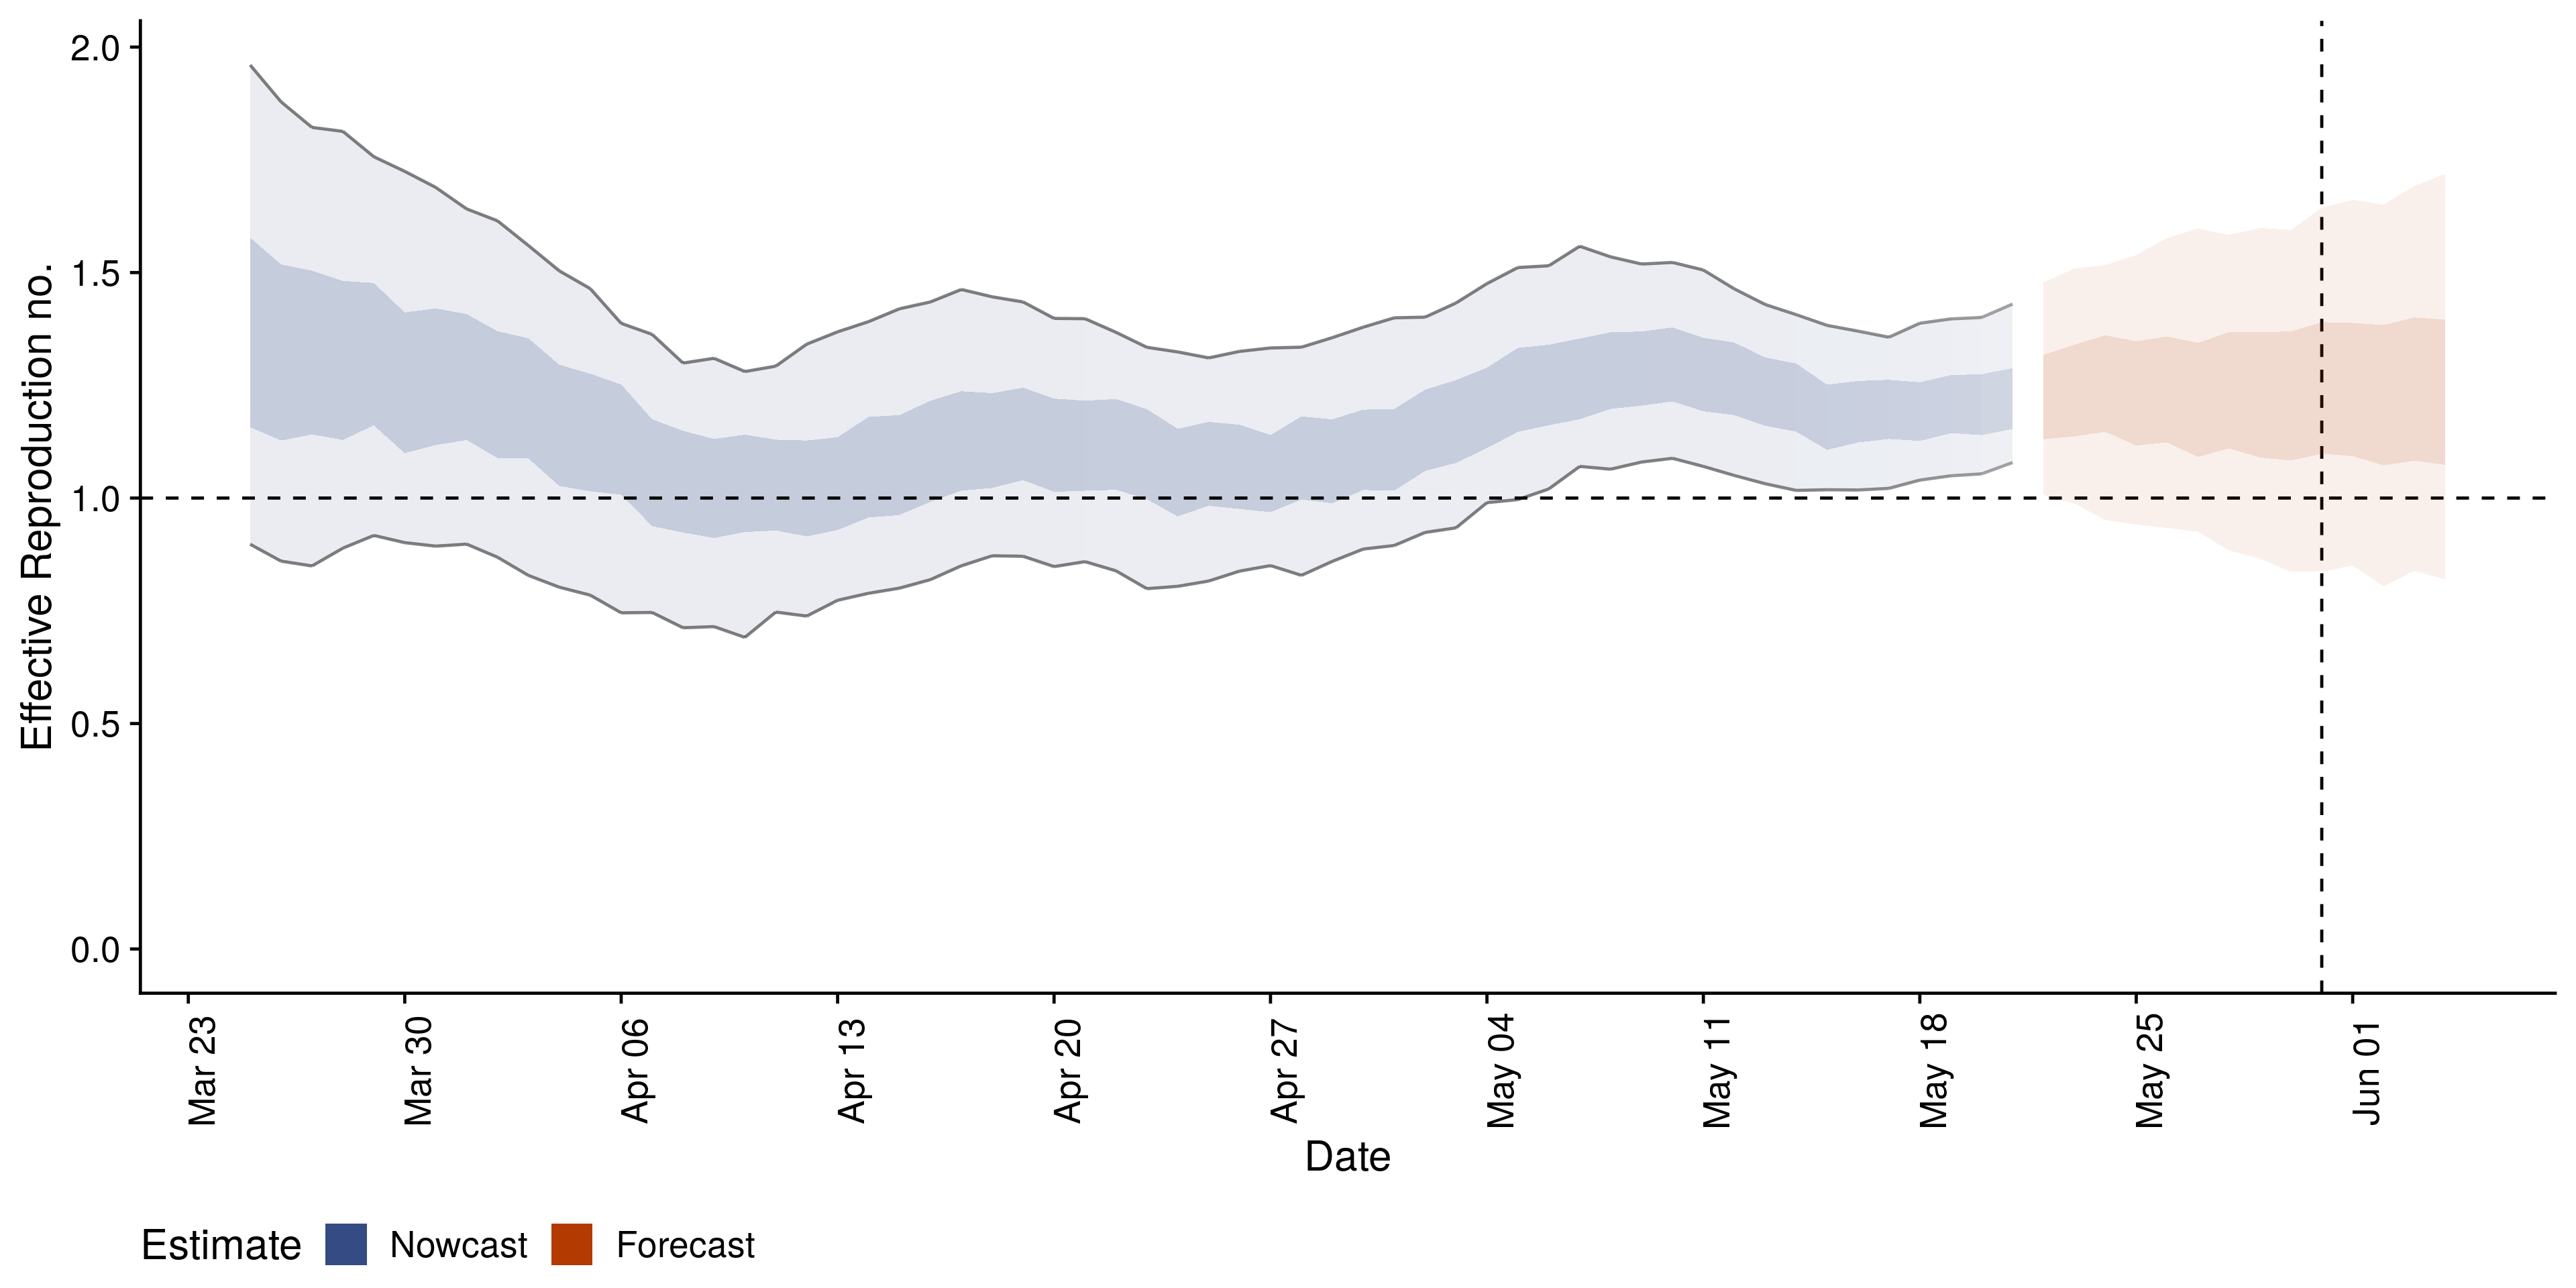 Effective Reproduction no.
2.0
1.5
1.0
0.5
0.0
Mar 23
Mar 30
Apr 06
Apr 13
Apr 20
Apr 27
May 04
May 11
May 18
May 25
Jun 01
Date
Estimate Nowcast Forecast